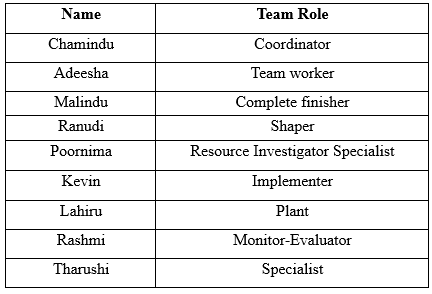 Name Team Role
Chamindu Coordinator
Adeesha Team worker
Malindu Complete finisher
Ranudi Shaper
Poornima Resource Investigator Specialist
Kevin Implementer
Lahiru Plant
Rashmi Monitor-Evaluator
Tharushi Specialist